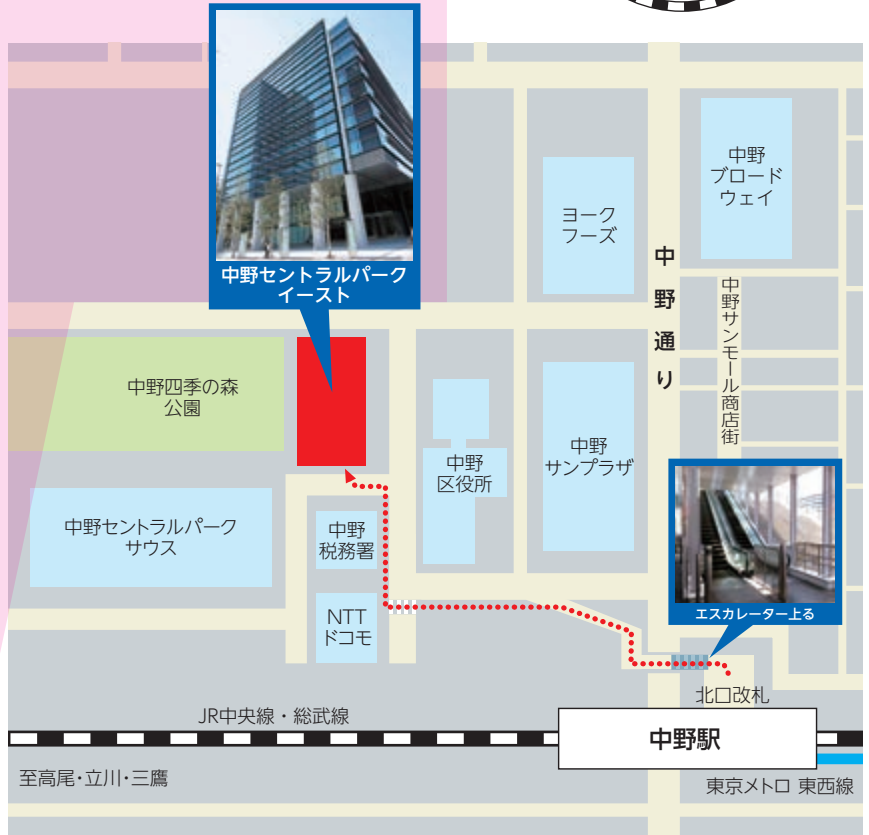 中野セントラルパーク
イースト
中野
ブロード
ウェイ
ヨーク
フーズ
中野通り
中野サンモール商店街
中野四季の森
公園
中野
区役所
中野
サンプラザ
中野セントラルパーク
サウス
中野
税務署
NTT
ドコモ
エスカレーター上る
北口改札
JR中央線・総武線
中野駅
至高尾・立川・三鷹
東京メトロ 東西線